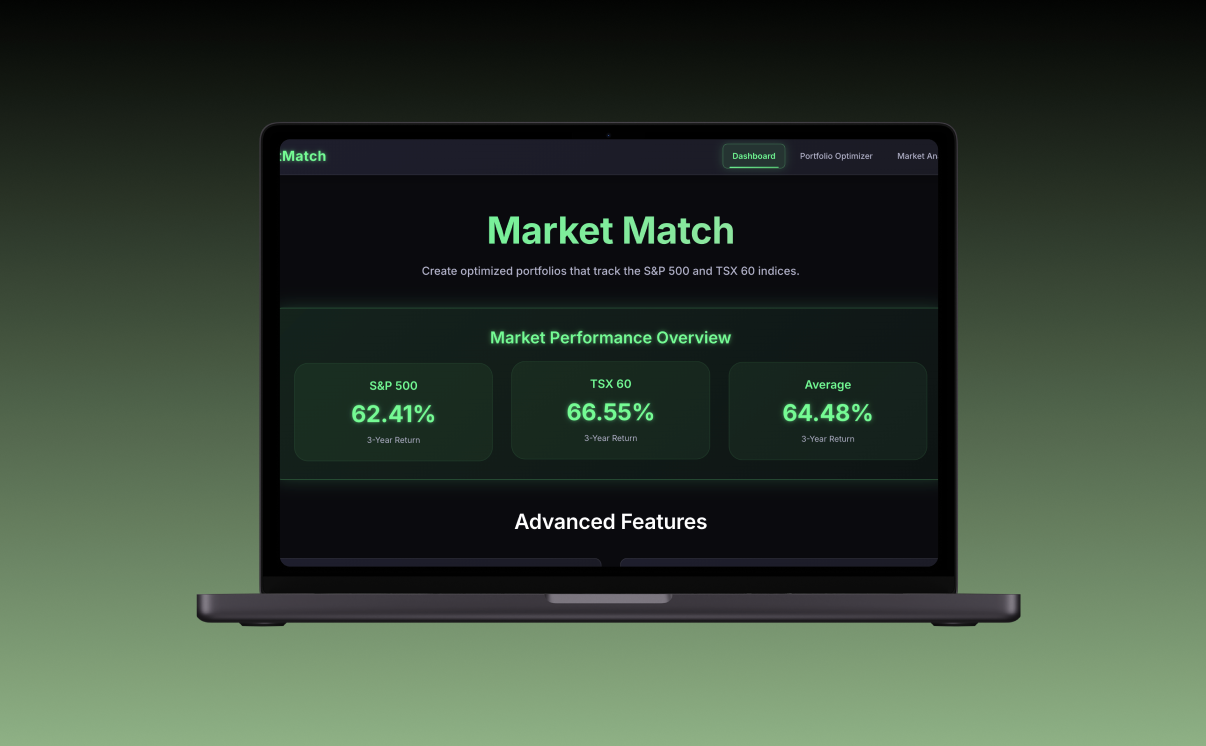 tMatch
Dashboard
Portfolio Optimizer
Market An
Market Match
Create optimized portfolios that track the S&P 500 and TSX 60 indices.
Market Performance Overview
S&P 500
62.41%
3-Year Return
TSX 60
66.55%
3-Year Return
Average
64.48%
3-Year Return
Advanced Features